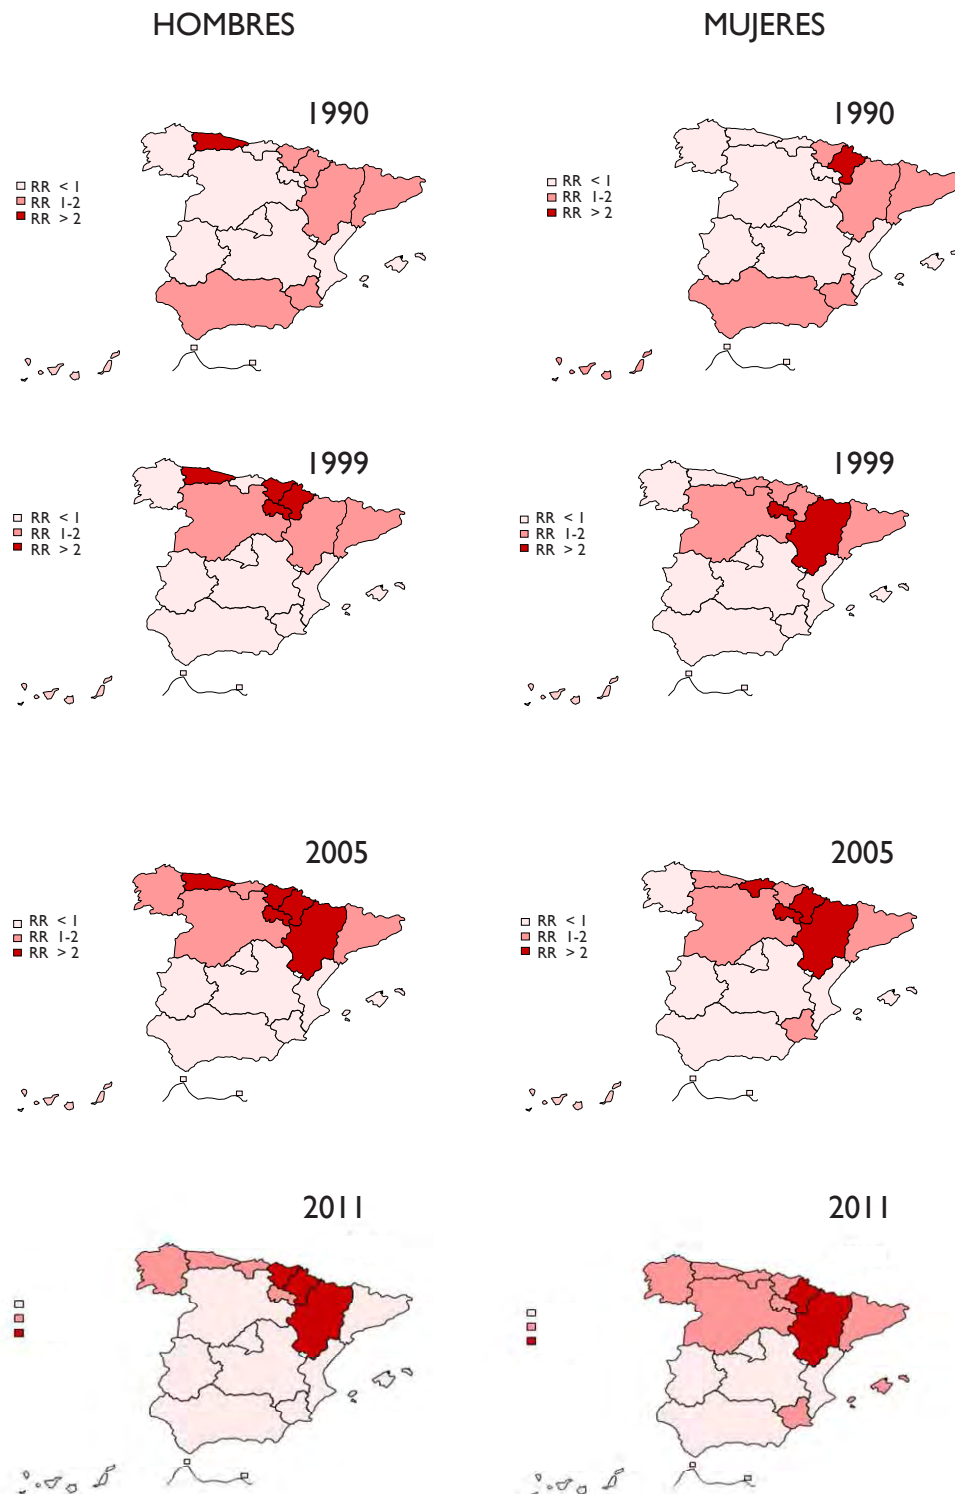 HOMBRES
MUJERES
1990
1990
RR < 1
RR 1-2
RR > 2
RR < 1
RR 1-2
RR > 2
1999
1999
RR < 1
RR 1-2
RR > 2
RR < 1
RR 1-2
RR > 2
2005
2005
RR < 1
RR 1-2
RR > 2
RR < 1
RR 1-2
RR > 2
2011
2011